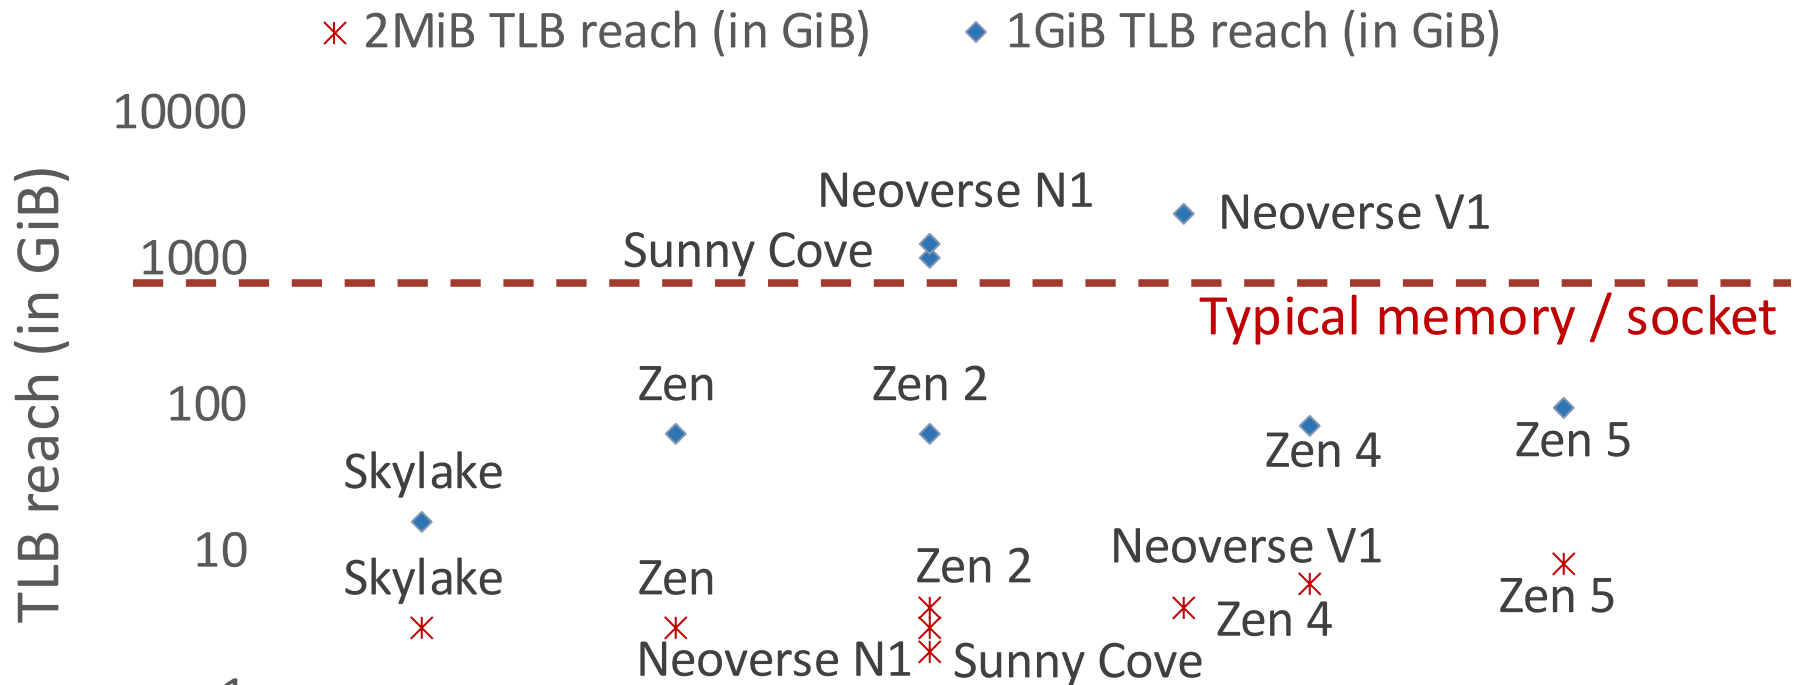 2MiB TLB reach (in GiB) 1GiB TLB reach (in GiB)
10000
Neoverse N1
Neoverse V1
Sunny Cove
1000
Typical memory / socket
TLB reach (in GiB)
Zen
Zen 2
100
Zen 4
Zen 5
Skylake
10
Neoverse V1
Skylake
Zen
Zen 2
Zen 5
Zen 4
Neoverse N1
Sunny Cove